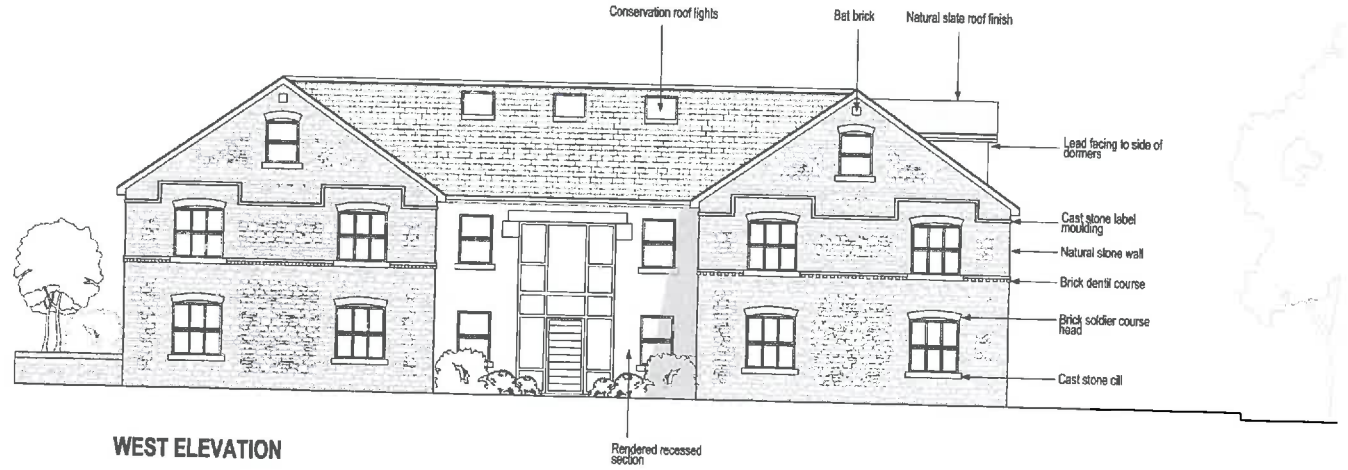 Conservation roof lights
Bat brick
Natural slate roof finish
Lead facing to side of
dormers
Cast stone label
moulding
Natural stone wall
Brick dentil course
Brick soldier course
head
Cast stone cill
Rendered recessed
section
WEST ELEVATION